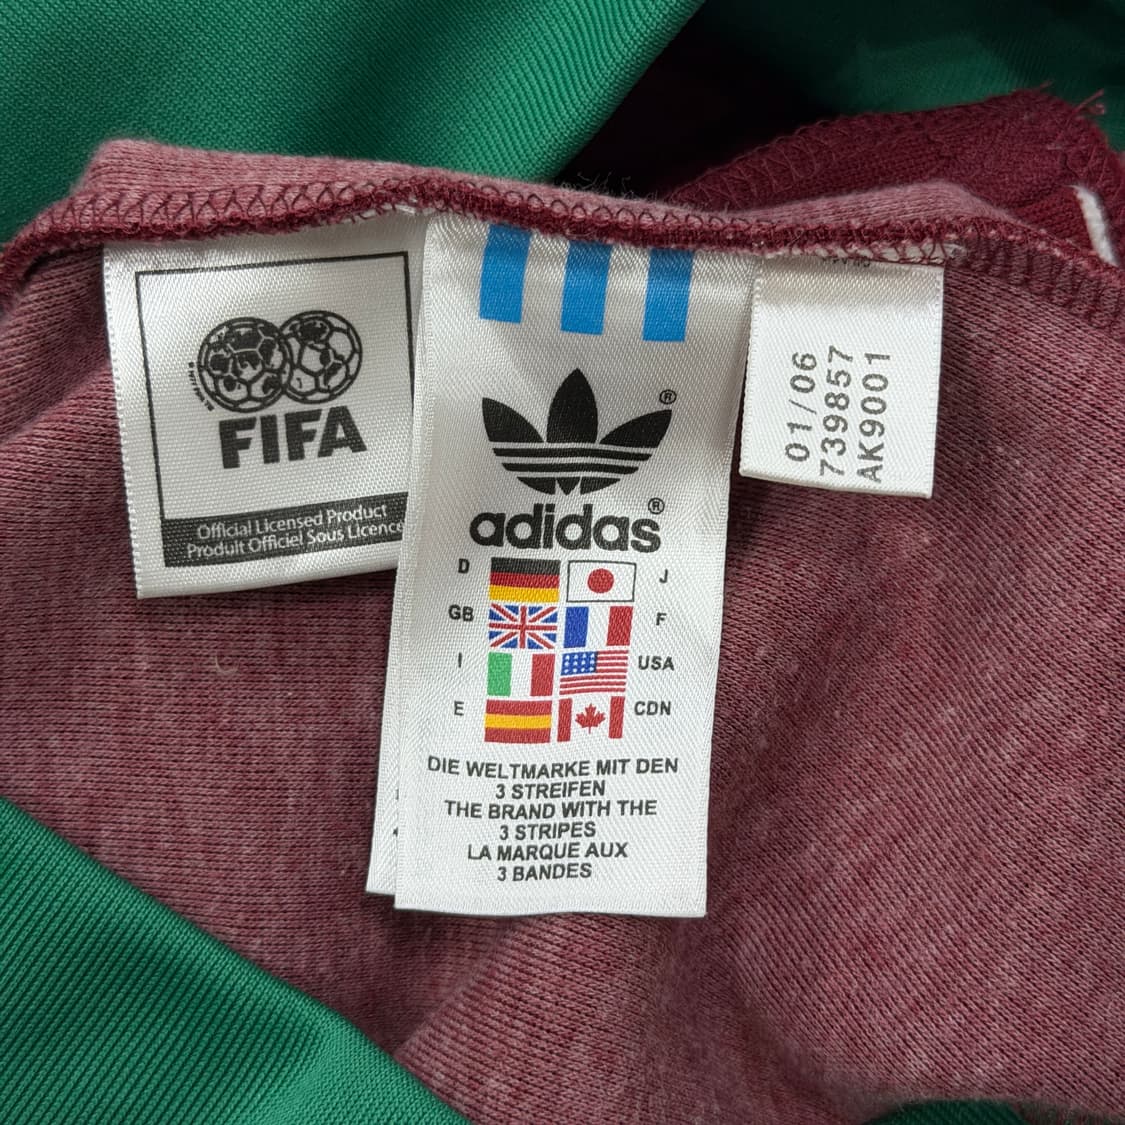 FIFA
Official Licensed Product
Produit Officiel Sous Licence
®
adidas®
D J
GB F
I USA
E CDN
DIE WELTMARKE MIT DEN
3 STREIFEN
THE BRAND WITH THE
3 STRIPES
LA MARQUE AUX
3 BANDES
01/06
739857
AK9001